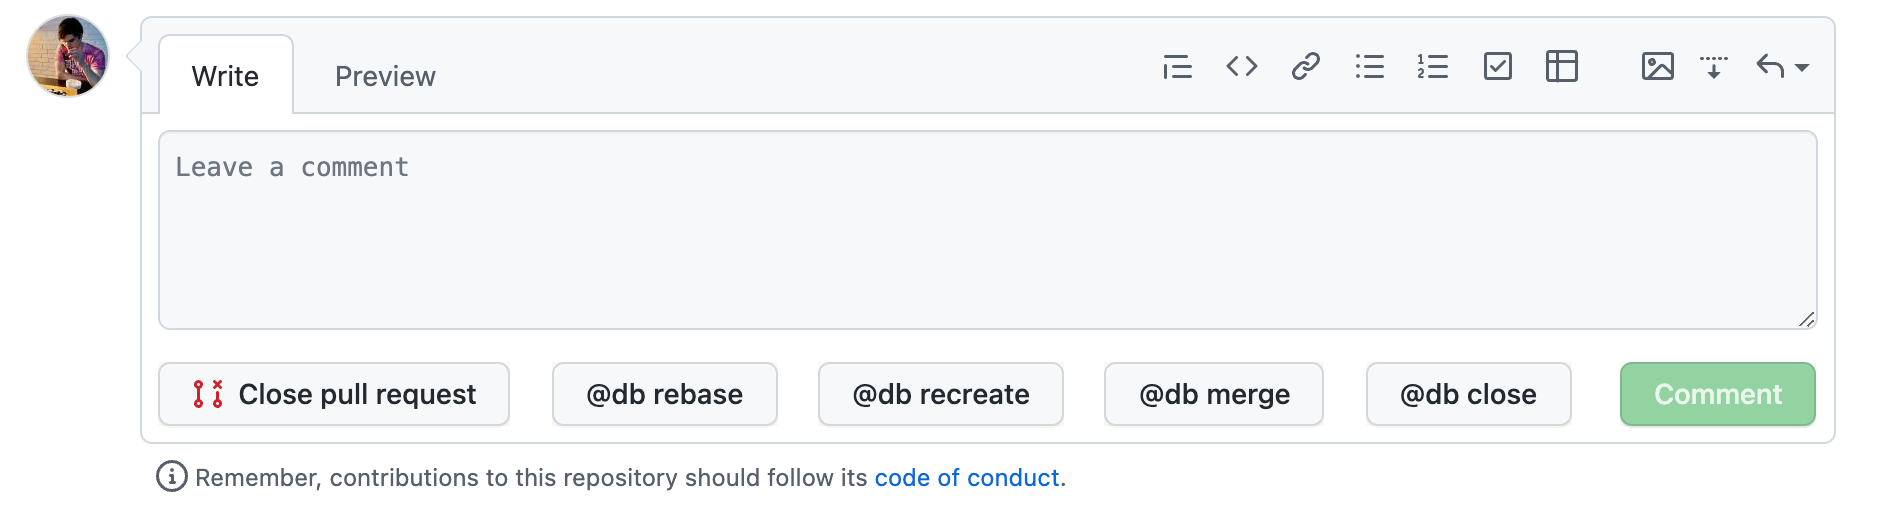 Write Preview
Leave a comment
Close pull request @db rebase @db recreate @db merge @db close Comment
Remember, contributions to this repository should follow its code of conduct.